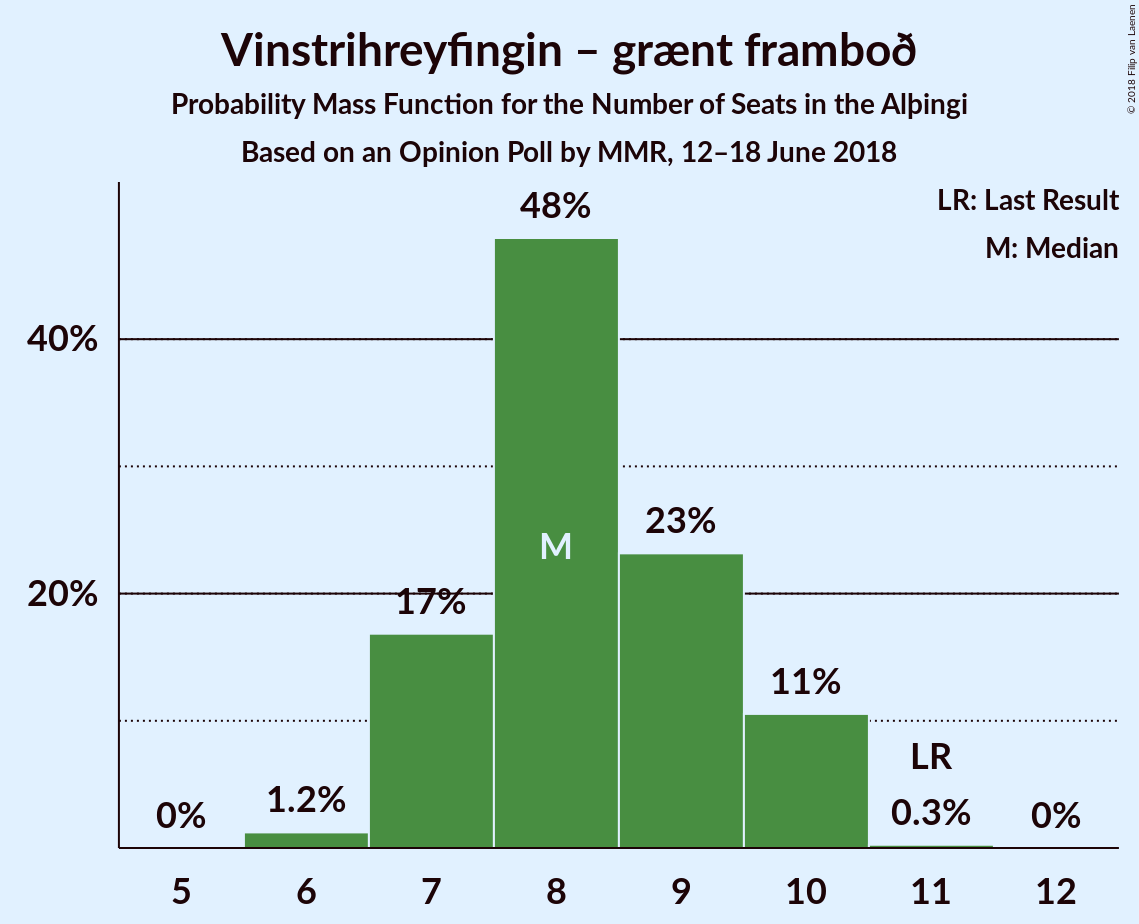 Vinstrihreyfingin – grænt framboð
Probability Mass Function for the Number of Seats in the Alþingi
Based on an Opinion Poll by MMR, 12–18 June 2018
© 2018 Filip van Laenen
LR: Last Result
M: Median
48%
40%
M
23%
20%
17%
11%
LR
0%
1.2%
0.3%
0%
5 6 7 8 9 10 11 12